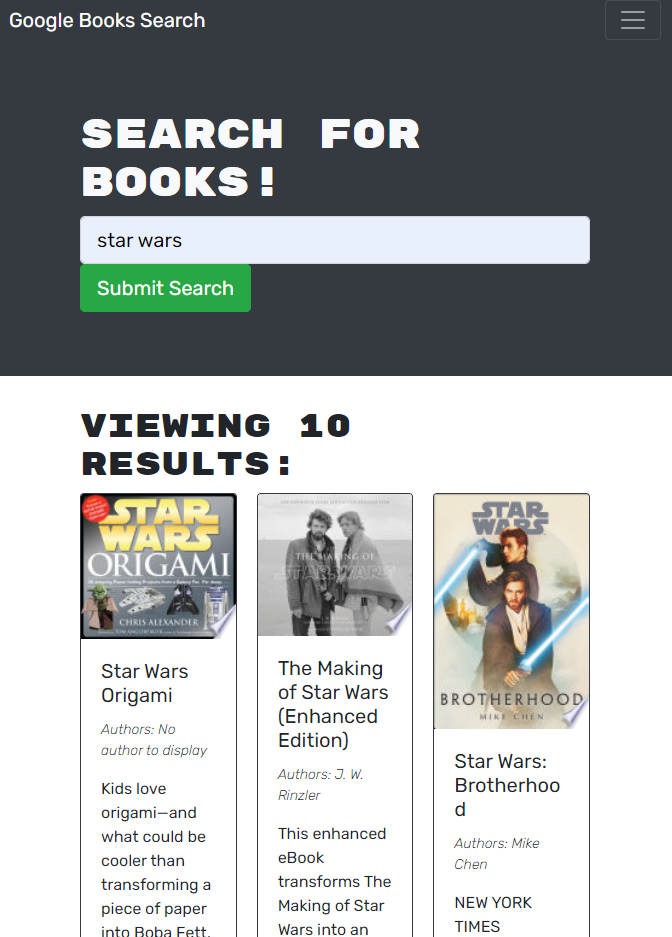 Google Books Search
SEARCH FOR
BOOKS!
star wars
Submit Search
VIEWING 10
RESULTS:
STAR
WARS
ORIGAMI
CHRIS ALEXANDER
Star Wars
Origami
Authors: No
author to display
Kids love
origami—and
what could be
cooler than
transforming a
piece of paper
into Boba Fett,
THE MAKING OF
STAR WARS
The Making
of Star Wars
(Enhanced
Edition)
Authors: J. W.
Rinzler
This enhanced
eBook
transforms The
Making of Star
Wars into an
STAR
WARS
BROTHERHOOD
MIKE CHEN
Star Wars:
Brotherhoo
d
Authors: Mike
Chen
NEW YORK
TIMES